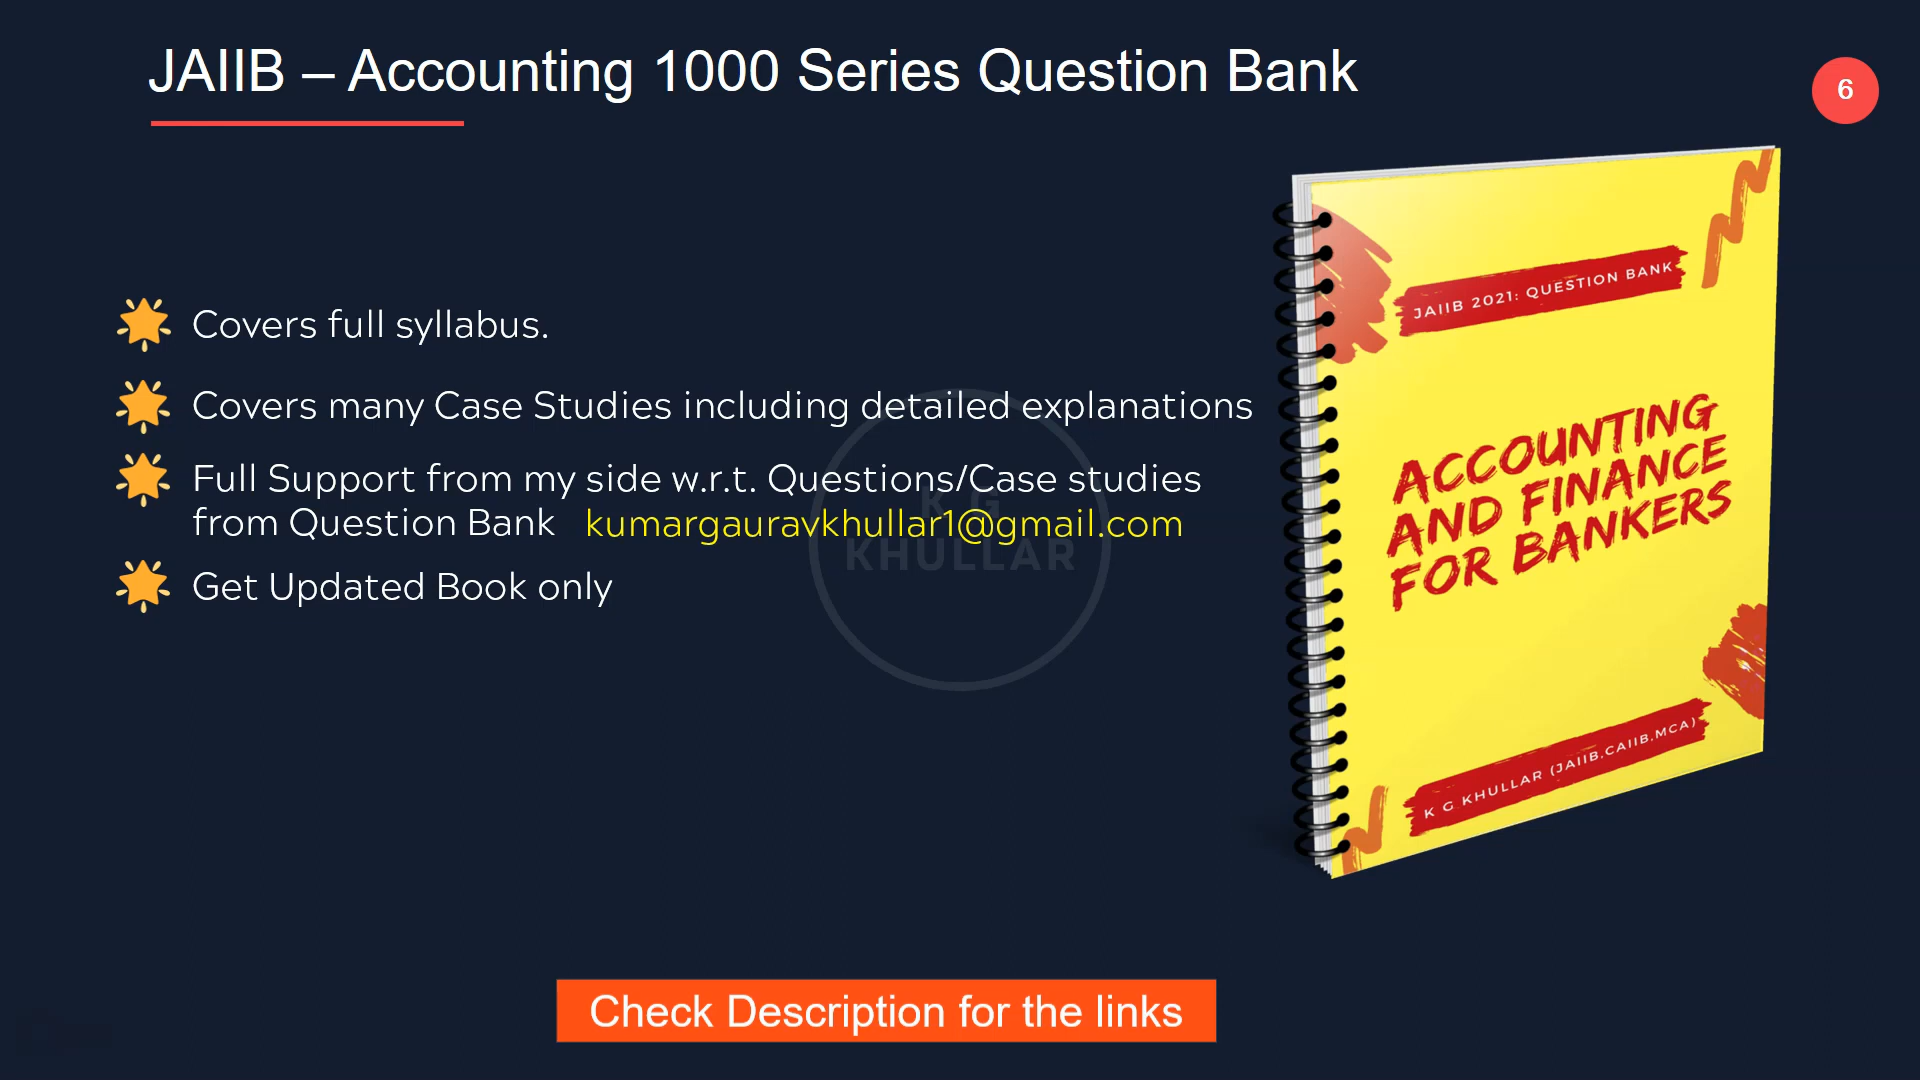 JAIIB – Accounting 1000 Series Question Bank
6
Covers full syllabus.
Covers many Case Studies including detailed explanations
Full Support from my side w.r.t. Questions/Case studies
from Question Bank kumargauravkhullar1@gmail.com
Get Updated Book only
K G
KHULLAR
JAIIB 2021: QUESTION BANK
ACCOUNTING
AND FINANCE
FOR BANKERS
K G KHULLAR (JAIIB,CAIIB,MCA)
Check Description for the links